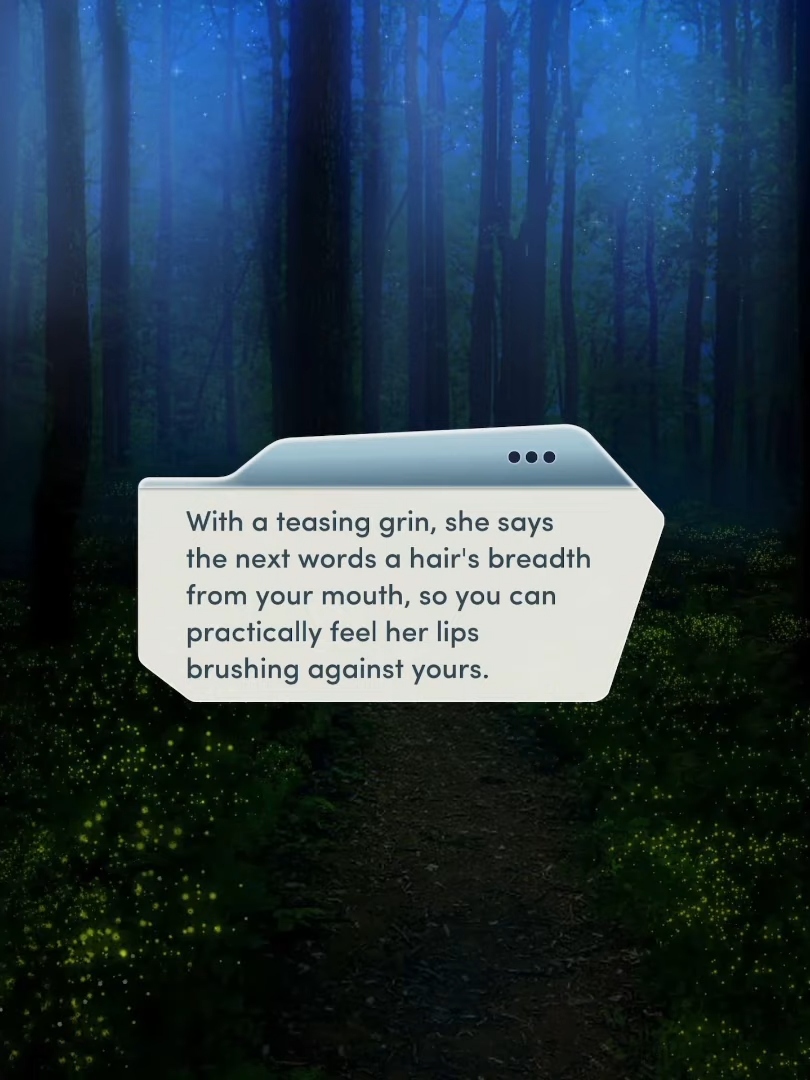 With a teasing grin, she says
the next words a hair's breadth
from your mouth, so you can
practically feel her lips
brushing against yours.